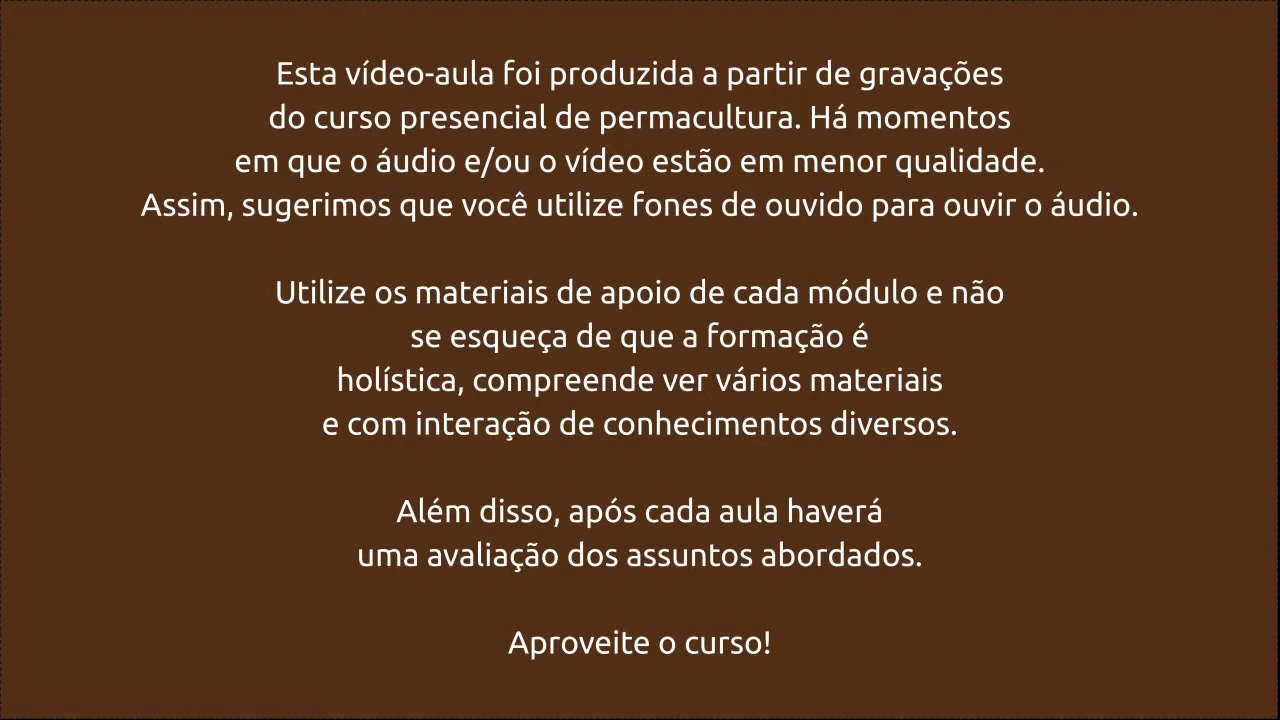 Esta vídeo-aula foi produzida a partir de gravações
do curso presencial de permacultura. Há momentos
em que o áudio e/ou o vídeo estão em menor qualidade.
Assim, sugerimos que você utilize fones de ouvido para ouvir o áudio.
Utilize os materiais de apoio de cada módulo e não
se esqueça de que a formação é
holística, compreende ver vários materiais
e com interação de conhecimentos diversos.
Além disso, após cada aula haverá
uma avaliação dos assuntos abordados.
Aproveite o curso!